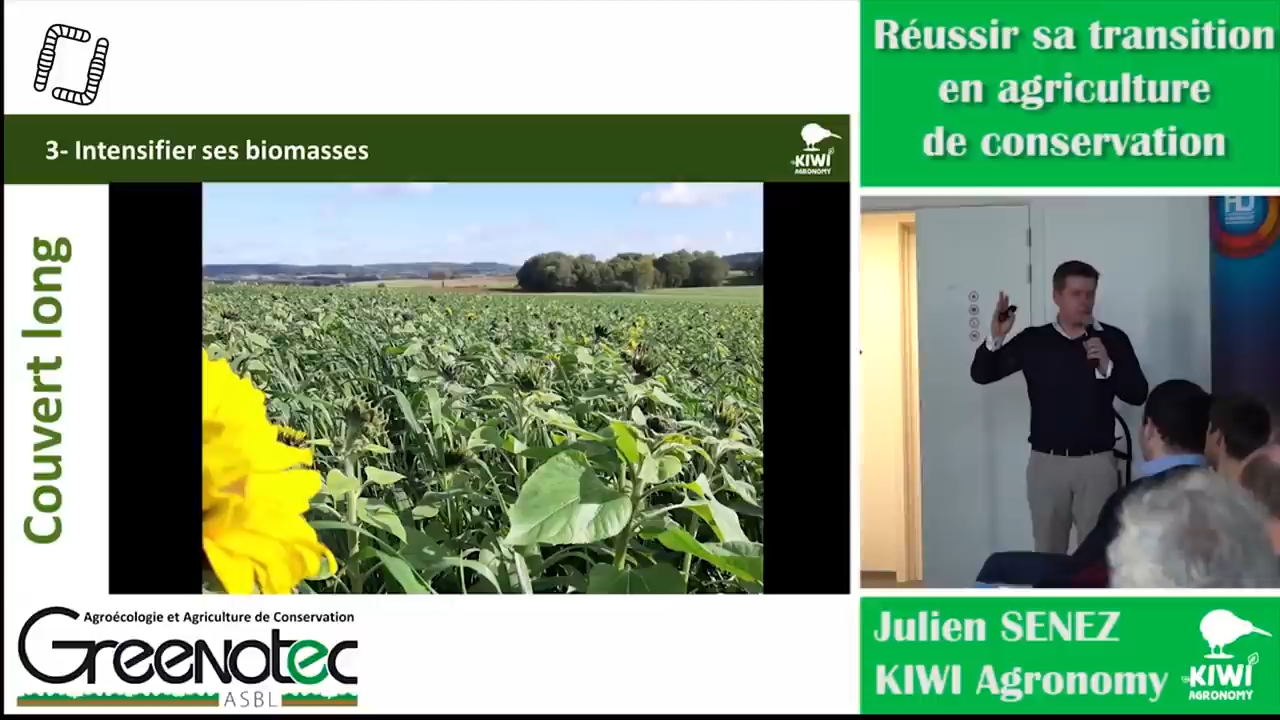 3- Intensifier ses biomasses
KIWI
AGRONOMY
Couvert long
Agroécologie et Agriculture de Conservation
Greenotec
ASBL
Réussir sa transition
en agriculture
de conservation
Julien SENEZ
KIWI Agronomy
KIWI
AGRONOMY